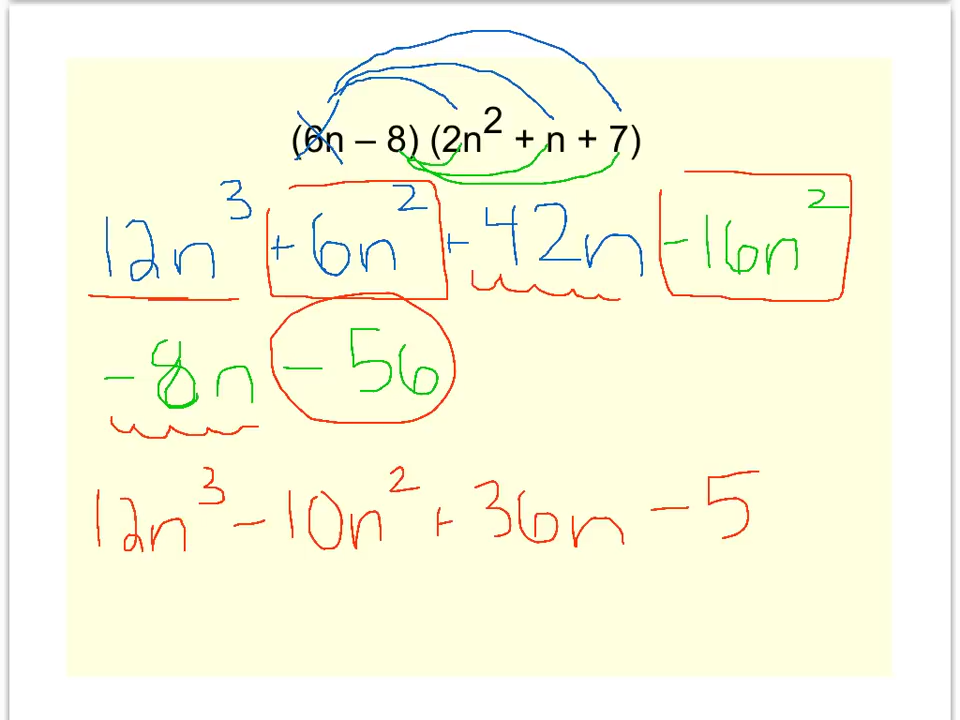 (6n – 8) (2n² + n + 7)
12n³ + 6n² + 42n - 16n²
- 8n - 56
12n³ - 10n² + 36n - 5